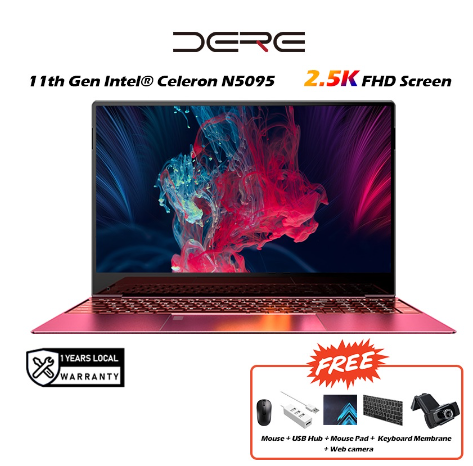 DERE
11th Gen Intel® Celeron N5095 2.5K FHD Screen
1 YEARS LOCAL
WARRANTY
FREE
Mouse + USB Hub + Mouse Pad + Keyboard Membrane
+ Web camera